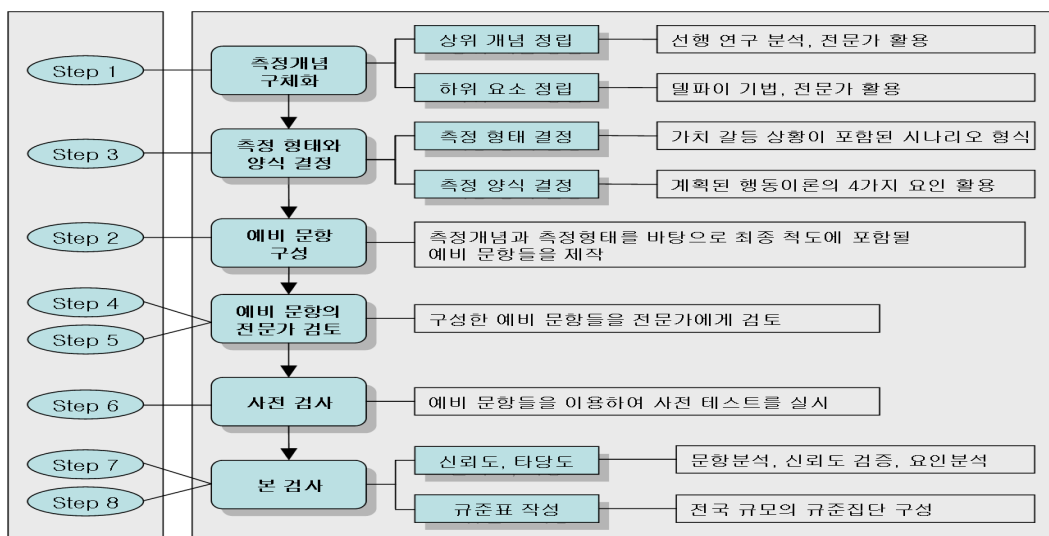 Step 1
측정개념
구체화
상위 개념 정립
선행 연구 분석, 전문가 활용
하위 요소 정립
델파이 기법, 전문가 활용
Step 3
측정 형태와
양식 결정
측정 형태 결정
가치 갈등 상황이 포함된 시나리오 형식
측정 양식 결정
계획된 행동이론의 4가지 요인 활용
Step 2
예비 문항
구성
측정개념과 측정형태를 바탕으로 최종 척도에 포함될
예비 문항들을 제작
Step 4
Step 5
예비 문항의
전문가 검토
구성한 예비 문항들을 전문가에게 검토
Step 6
사전 검사
예비 문항들을 이용하여 사전 테스트를 실시
Step 7
Step 8
본 검사
신뢰도, 타당도
문항분석, 신뢰도 검증, 요인분석
규준표 작성
전국 규모의 규준집단 구성